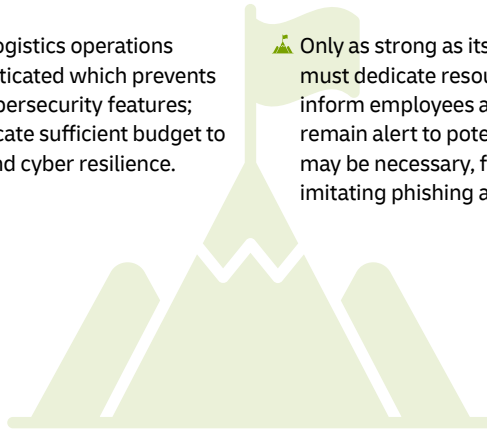 ogistics operations
ticated which prevents
bersecurity features;
cate sufficient budget to
nd cyber resilience.
Only as strong as its
must dedicate resou
inform employees a
remain alert to pote
may be necessary, f
imitating phishing a